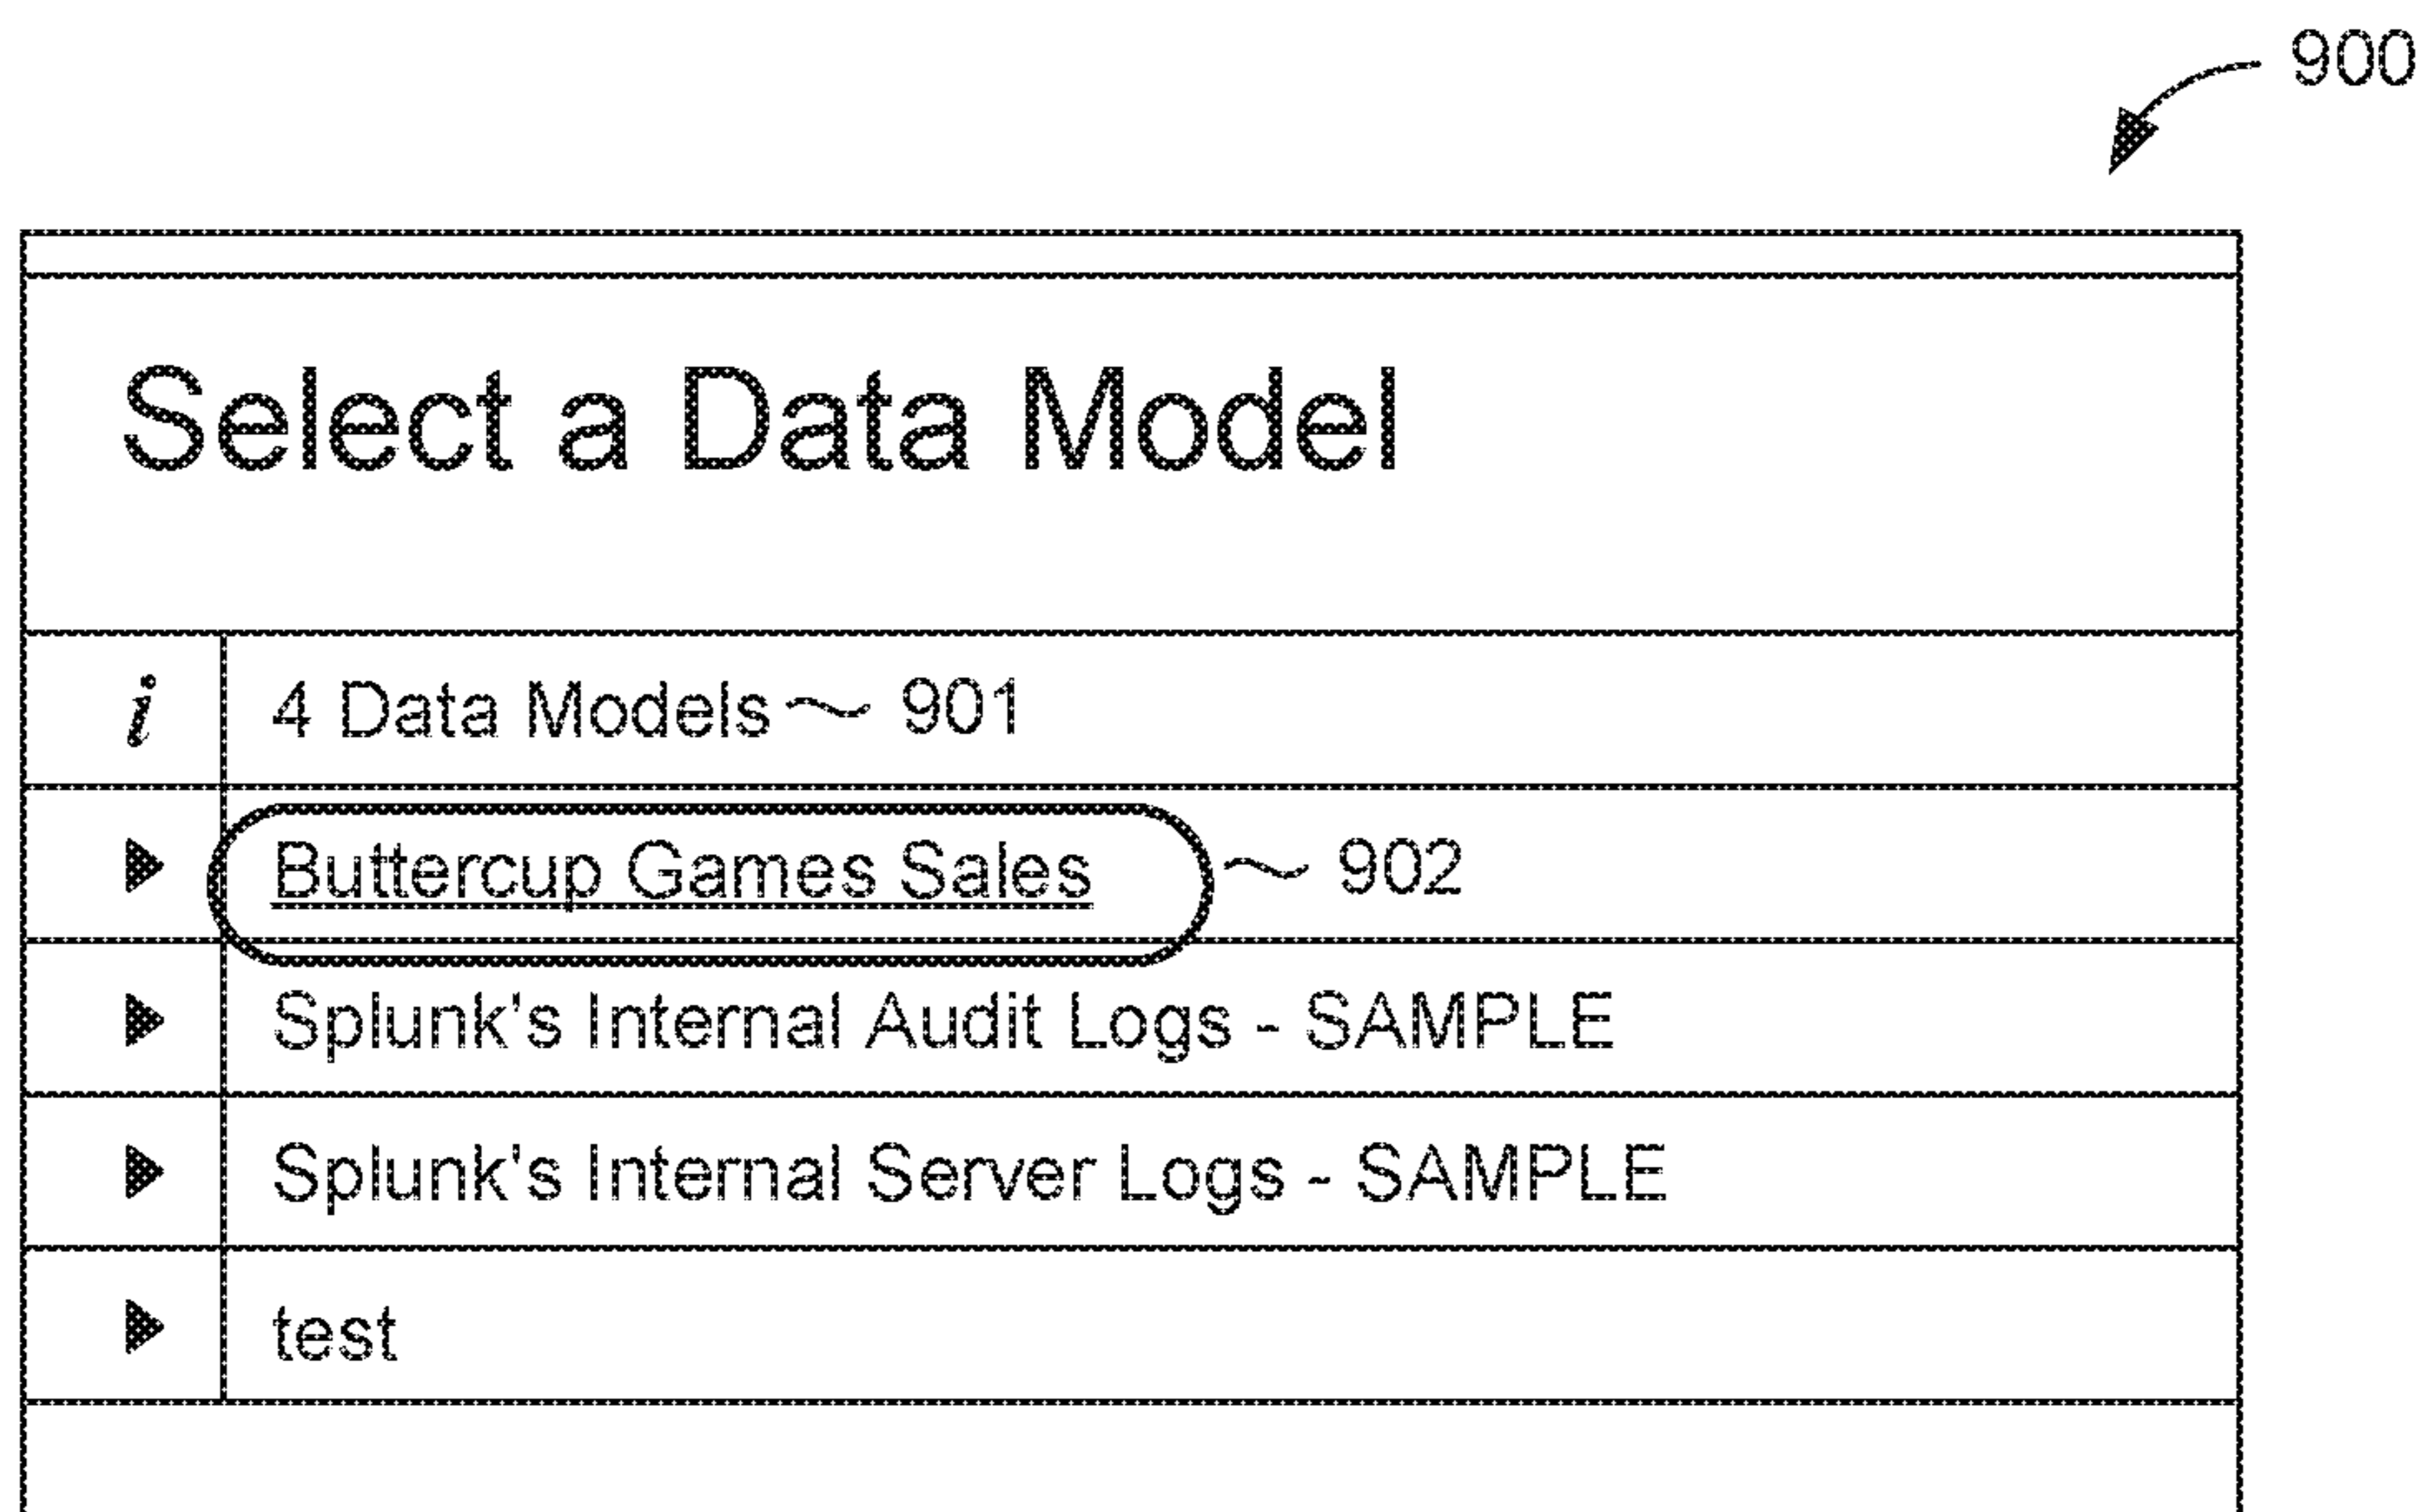 900
Select a Data Model
i 4 Data Models ~ 901
Buttercup Games Sales ~ 902
Splunk's Internal Audit Logs - SAMPLE
Splunk's Internal Server Logs - SAMPLE
test